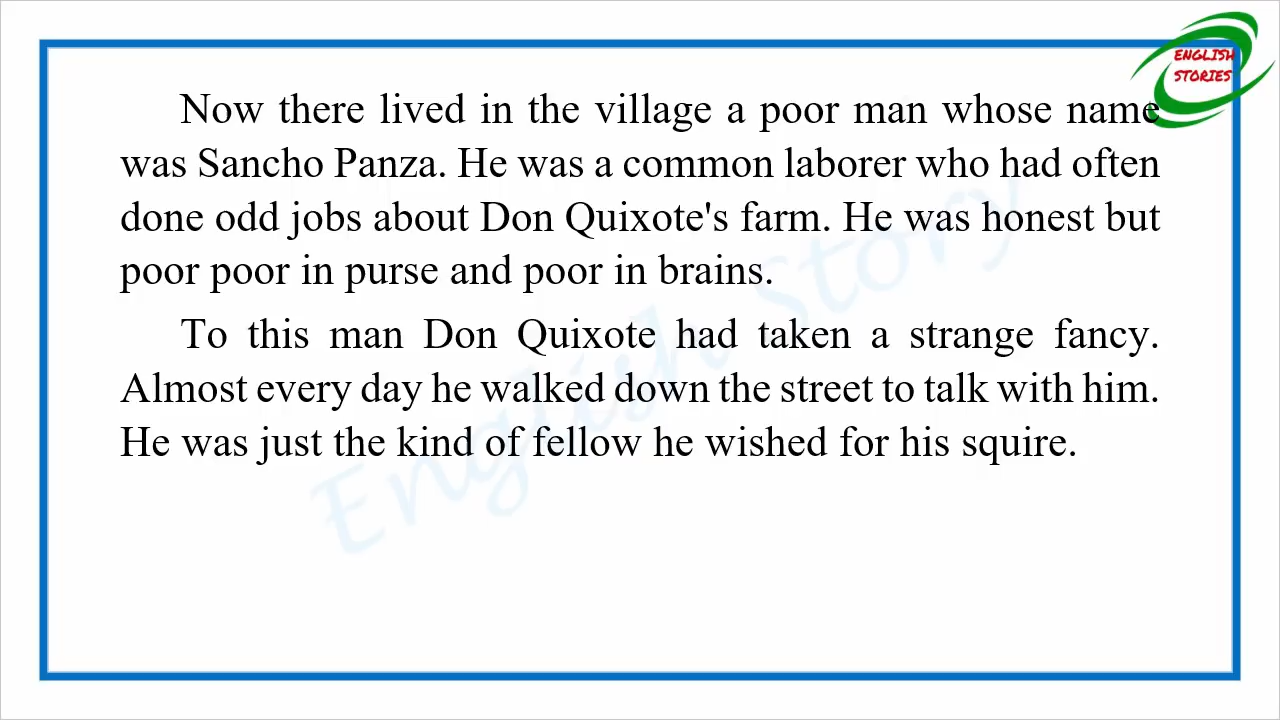 ENGLISH
STORIES
Now there lived in the village a poor man whose name
was Sancho Panza. He was a common laborer who had often
done odd jobs about Don Quixote's farm. He was honest but
poor poor in purse and poor in brains.
To this man Don Quixote had taken a strange fancy.
Almost every day he walked down the street to talk with him.
He was just the kind of fellow he wished for his squire.
English Story